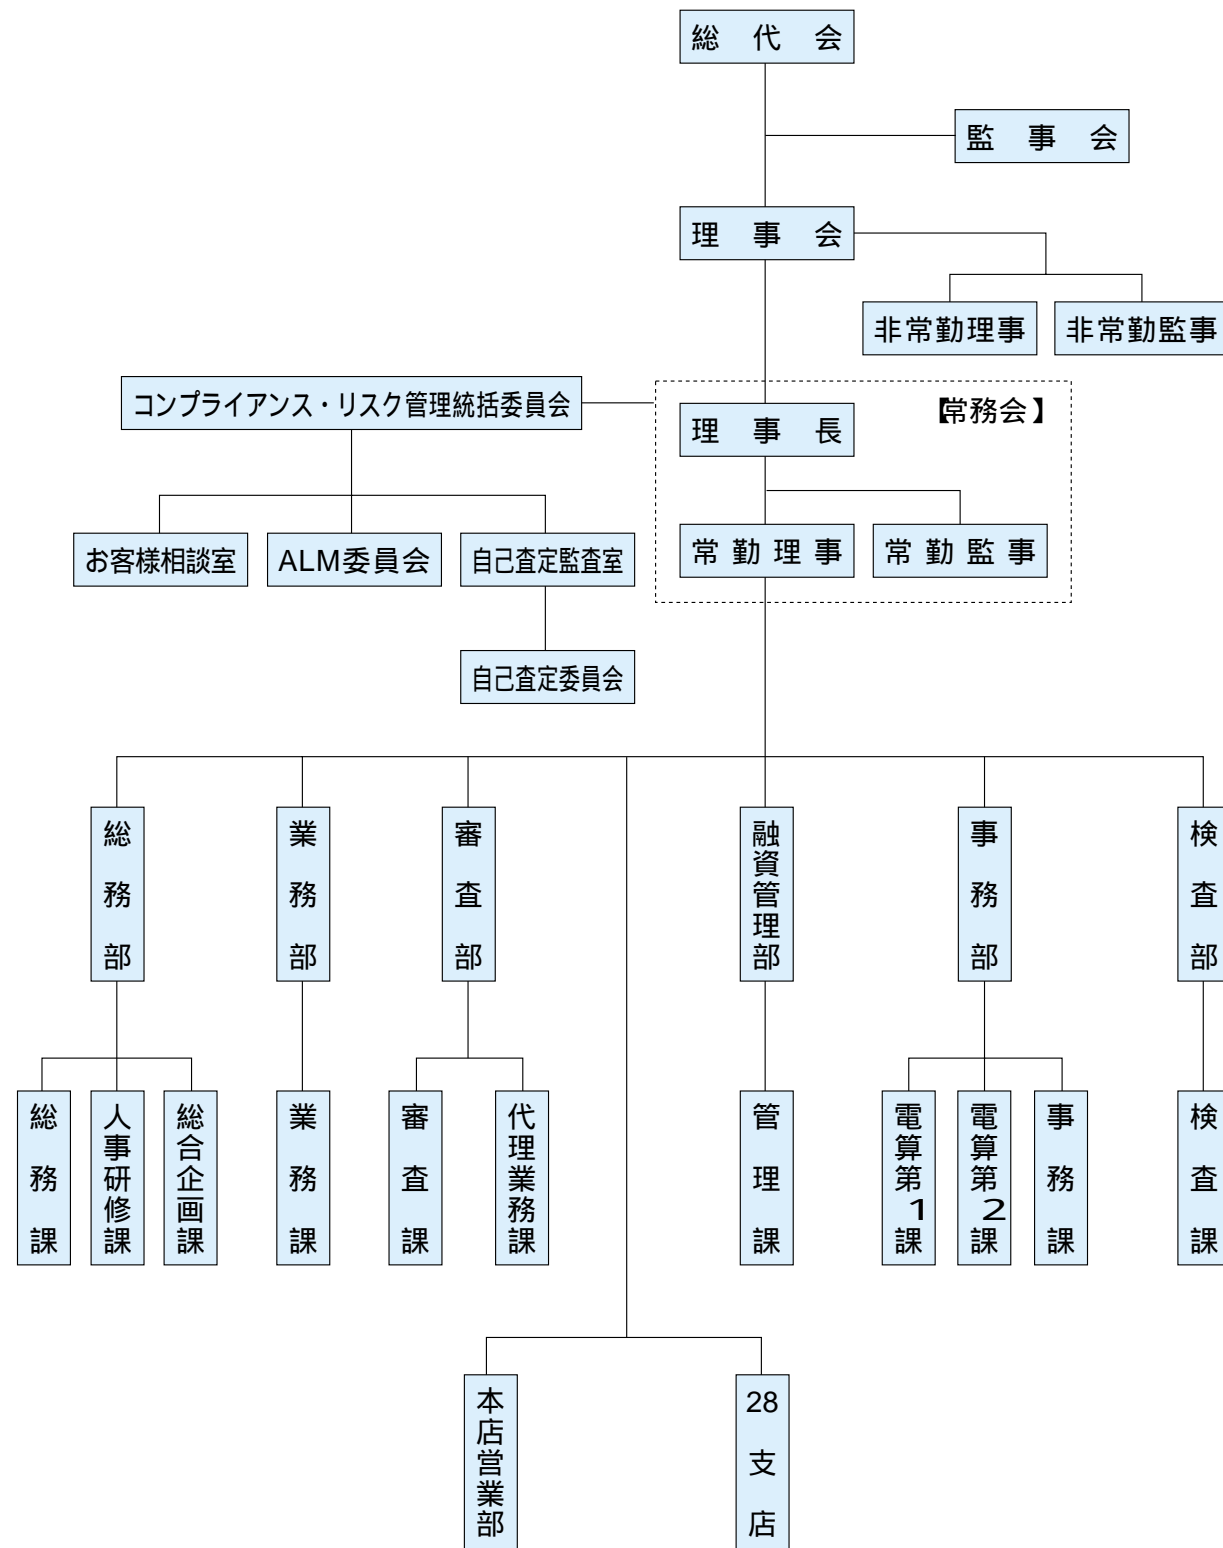 総代会
監事会
理事会
非常勤理事
非常勤監事
コンプライアンス・リスク管理統括委員会
【常務会】
理事長
お客様相談室
ALM委員会
自己査定監査室
常勤理事
常勤監事
自己査定委員会
総務部
業務部
審査部
融資管理部
事務部
検査部
総務課
人事研修課
総合企画課
業務課
審査課
代理業務課
管理課
電算第1課
電算第2課
事務課
検査課
本店営業部
28支店